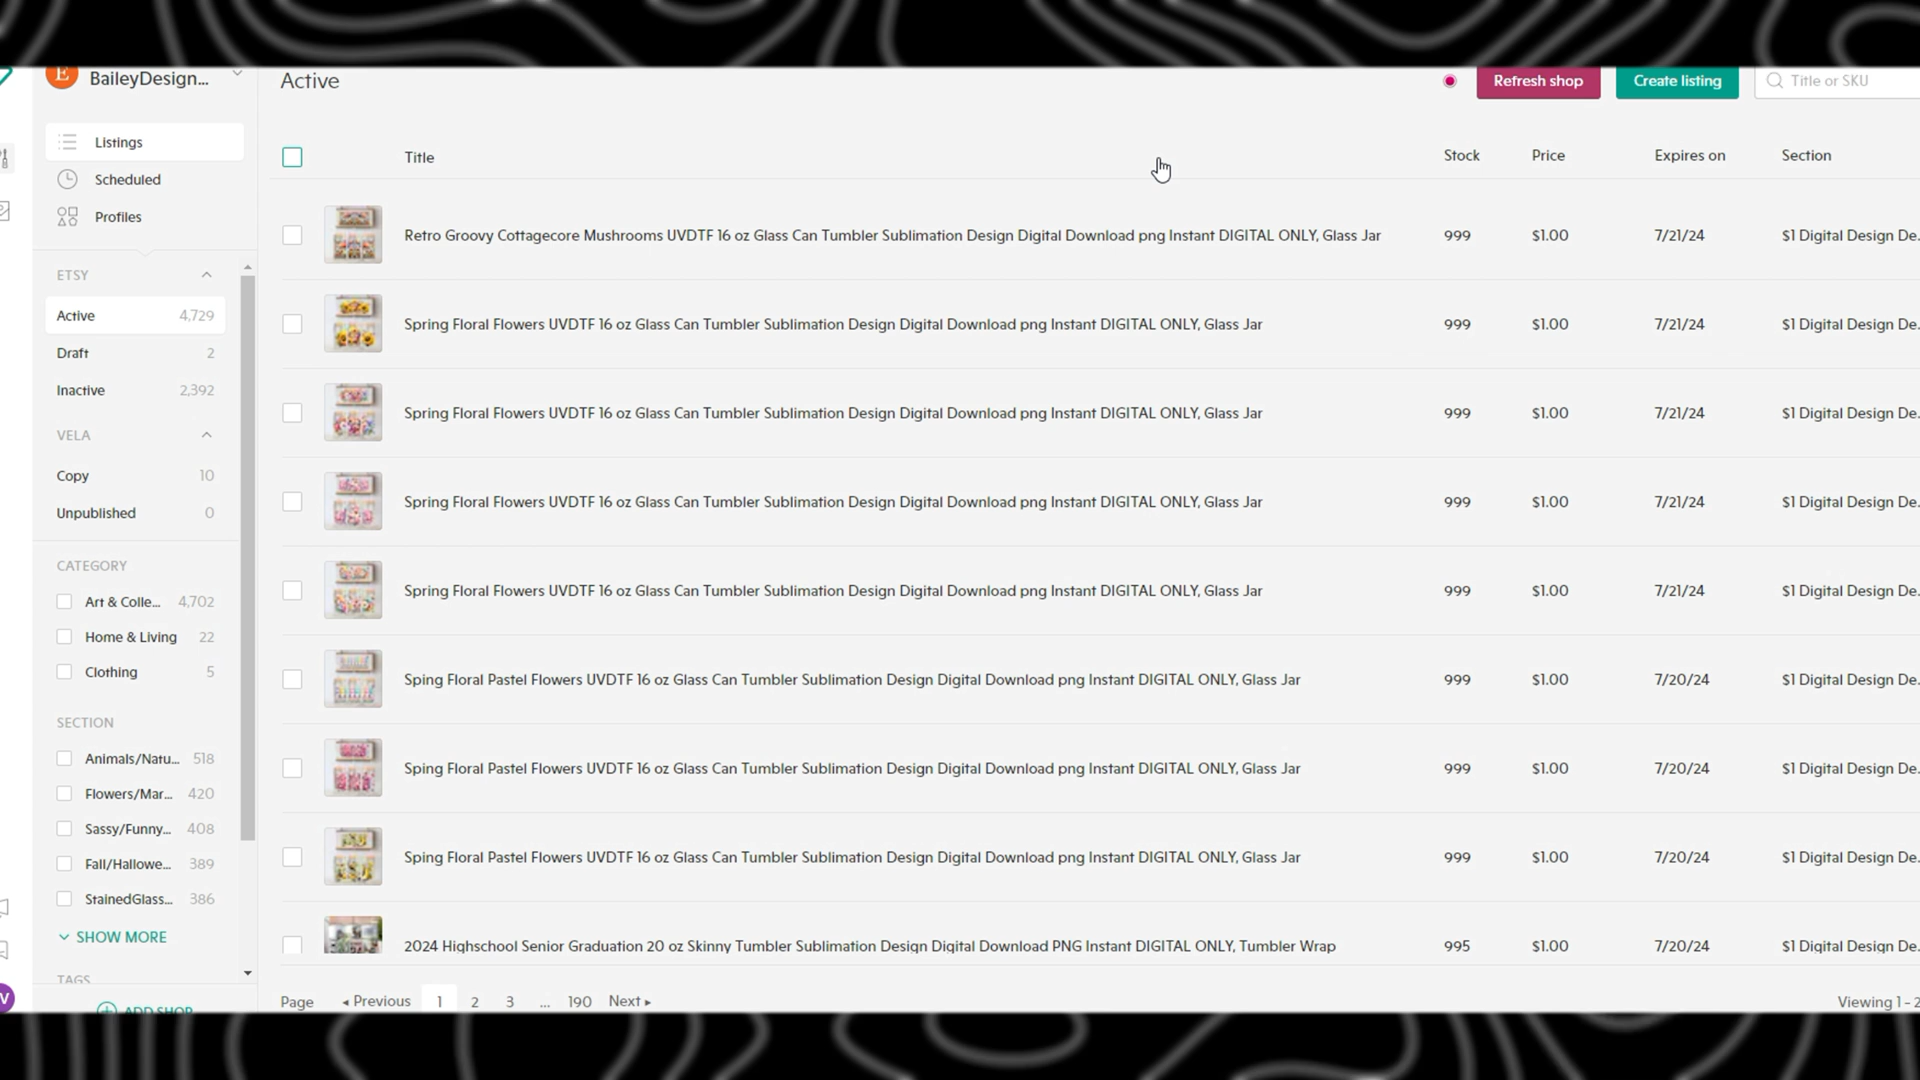 E BaileyDesign...
Active
Refresh shop
Create listing
Title or SKU
Listings
Scheduled
Profiles
ETSY
Active 4,729
Draft 2
Inactive 2,392
VELA
Copy 10
Unpublished 0
CATEGORY
Art & Colle... 4,702
Home & Living 22
Clothing 5
SECTION
Animals/Natu... 518
Flowers/Mar... 420
Sassy/Funny... 408
Fall/Hallowe... 389
StainedGlass... 386
SHOW MORE
TAGS
ADD SHOP
V
Title Stock Price Expires on Section
Retro Groovy Cottagecore Mushrooms UVDTF 16 oz Glass Can Tumbler Sublimation Design Digital Download png Instant DIGITAL ONLY, Glass Jar 999 $1.00 7/21/24 $1 Digital Design De...
Spring Floral Flowers UVDTF 16 oz Glass Can Tumbler Sublimation Design Digital Download png Instant DIGITAL ONLY, Glass Jar 999 $1.00 7/21/24 $1 Digital Design De...
Spring Floral Flowers UVDTF 16 oz Glass Can Tumbler Sublimation Design Digital Download png Instant DIGITAL ONLY, Glass Jar 999 $1.00 7/21/24 $1 Digital Design De...
Spring Floral Flowers UVDTF 16 oz Glass Can Tumbler Sublimation Design Digital Download png Instant DIGITAL ONLY, Glass Jar 999 $1.00 7/21/24 $1 Digital Design De...
Spring Floral Flowers UVDTF 16 oz Glass Can Tumbler Sublimation Design Digital Download png Instant DIGITAL ONLY, Glass Jar 999 $1.00 7/21/24 $1 Digital Design De...
Sping Floral Pastel Flowers UVDTF 16 oz Glass Can Tumbler Sublimation Design Digital Download png Instant DIGITAL ONLY, Glass Jar 999 $1.00 7/20/24 $1 Digital Design De...
Sping Floral Pastel Flowers UVDTF 16 oz Glass Can Tumbler Sublimation Design Digital Download png Instant DIGITAL ONLY, Glass Jar 999 $1.00 7/20/24 $1 Digital Design De...
Sping Floral Pastel Flowers UVDTF 16 oz Glass Can Tumbler Sublimation Design Digital Download png Instant DIGITAL ONLY, Glass Jar 999 $1.00 7/20/24 $1 Digital Design De...
2024 Highschool Senior Graduation 20 oz Skinny Tumbler Sublimation Design Digital Download PNG Instant DIGITAL ONLY, Tumbler Wrap 995 $1.00 7/20/24 $1 Digital Design De...
Page Previous 1 2 3 ... 190 Next
Viewing 1 - 2